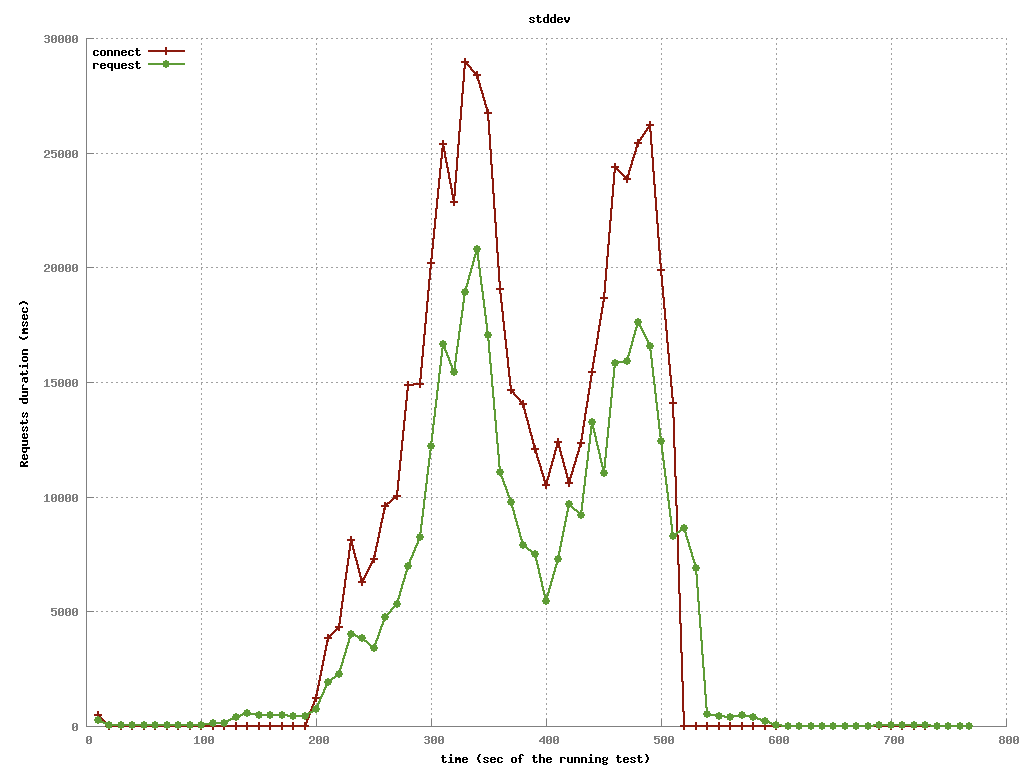 stddev
30000
connect
request
25000
20000
15000
10000
5000
0
Requests duration (msec)
0 100 200 300 400 500 600 700 800
time (sec of the running test)